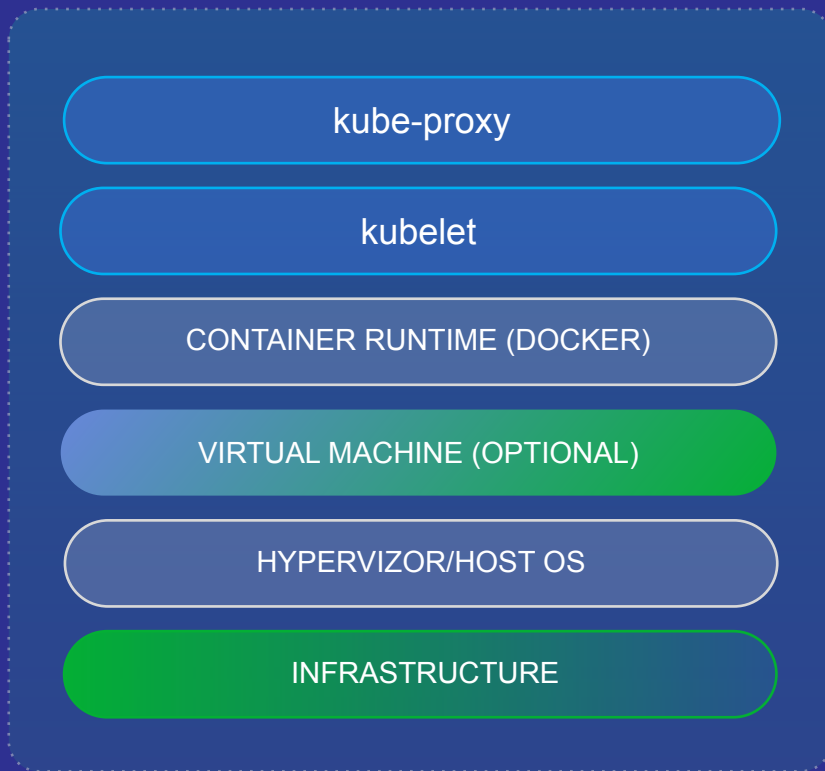 kube-proxy
kubelet
CONTAINER RUNTIME (DOCKER)
VIRTUAL MACHINE (OPTIONAL)
HYPERVIZOR/HOST OS
INFRASTRUCTURE